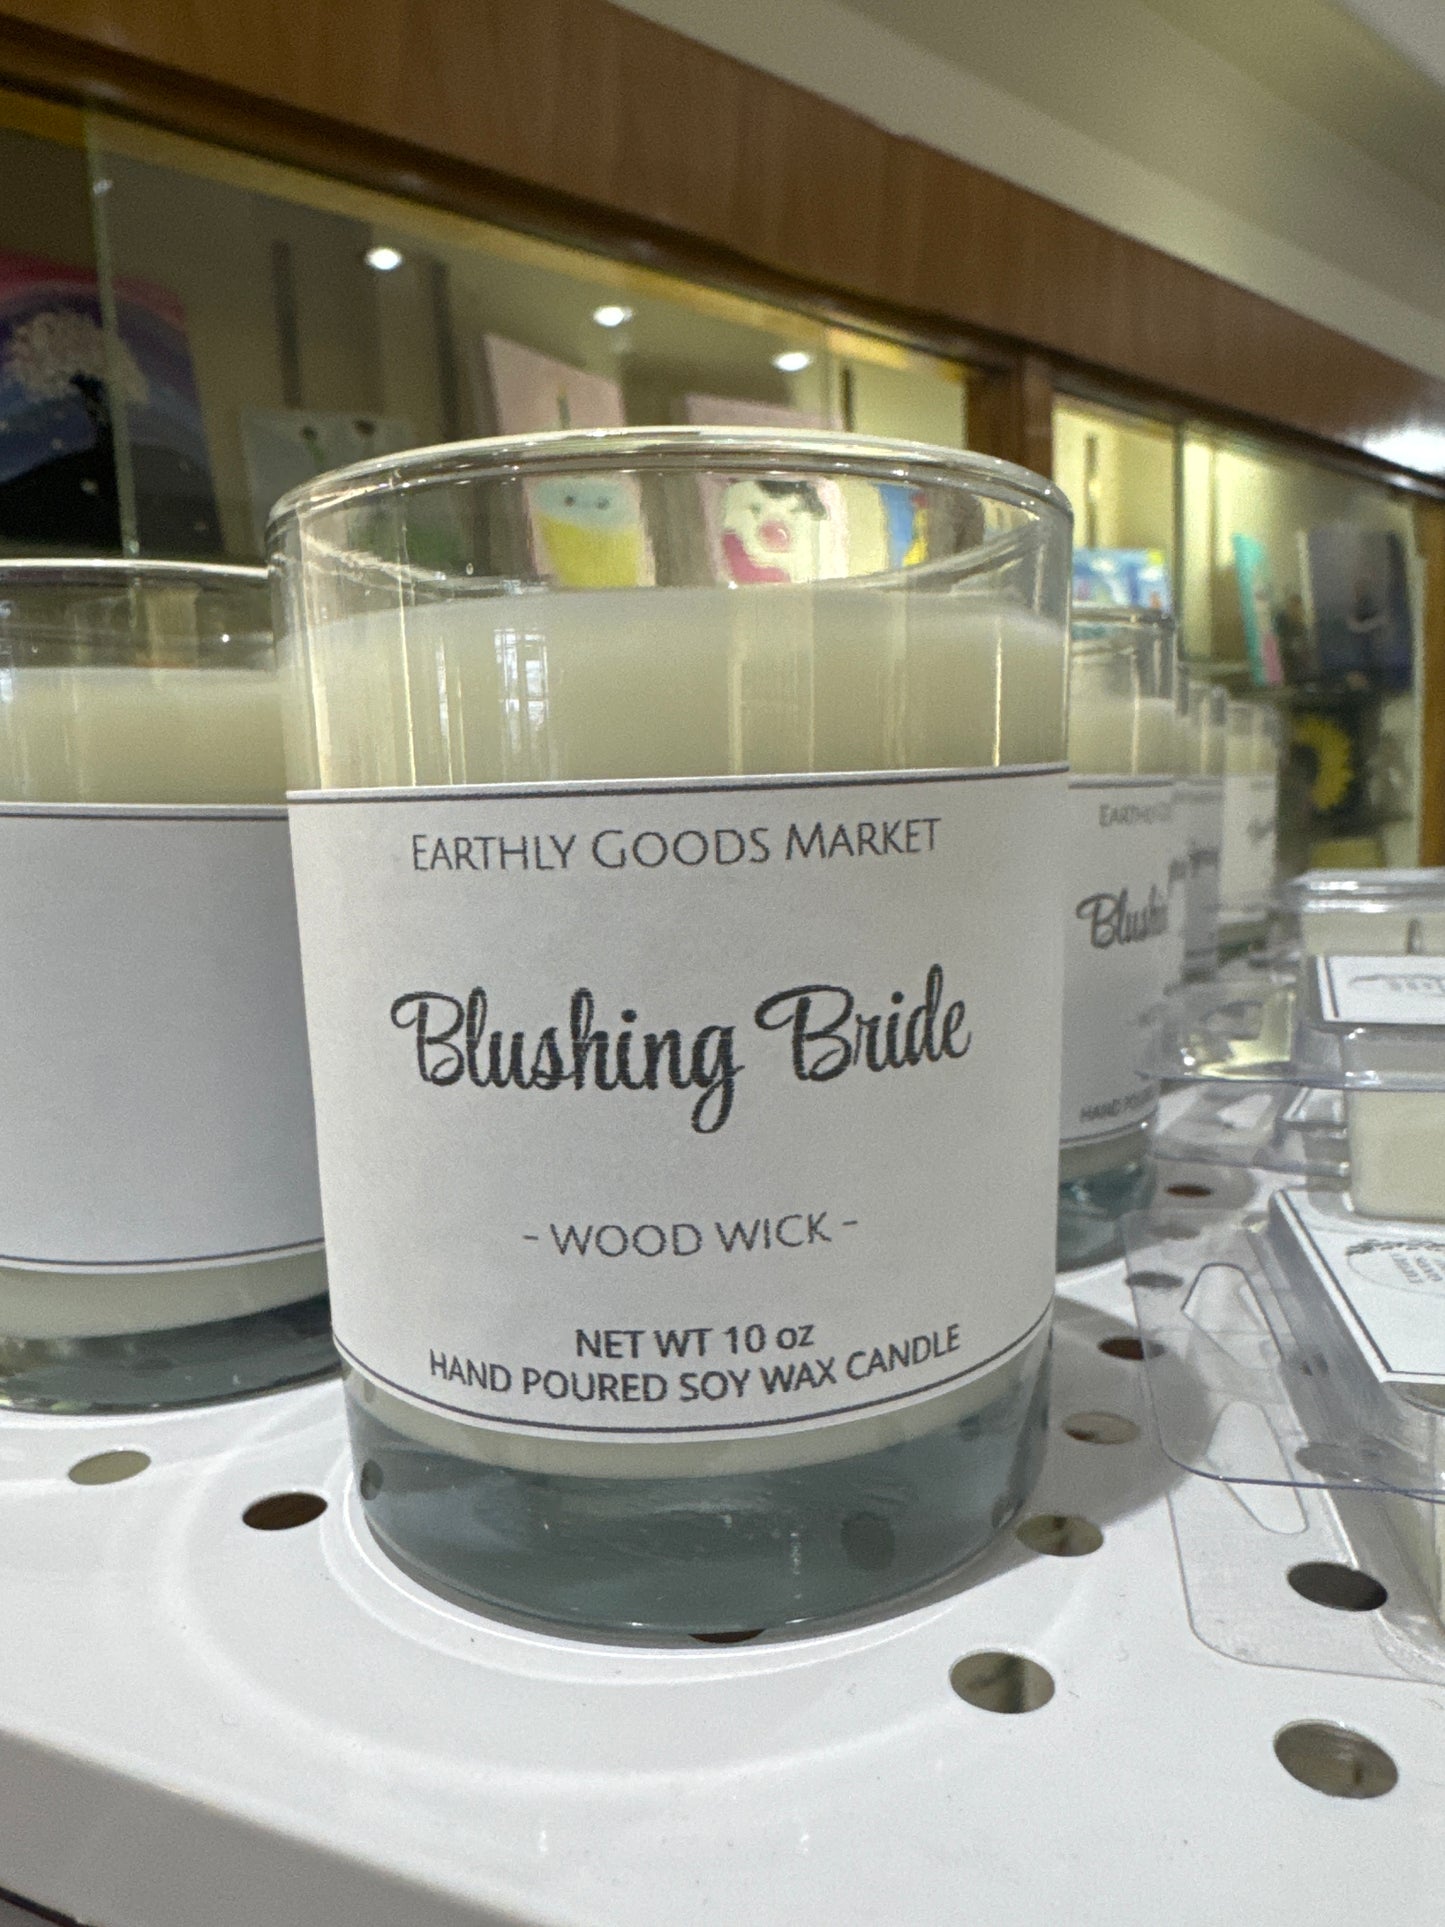 EARTHLY GOODS MARKET
Blushing Bride
- WOOD WICK -
NET WT 10 oz
HAND POURED SOY WAX CANDLE